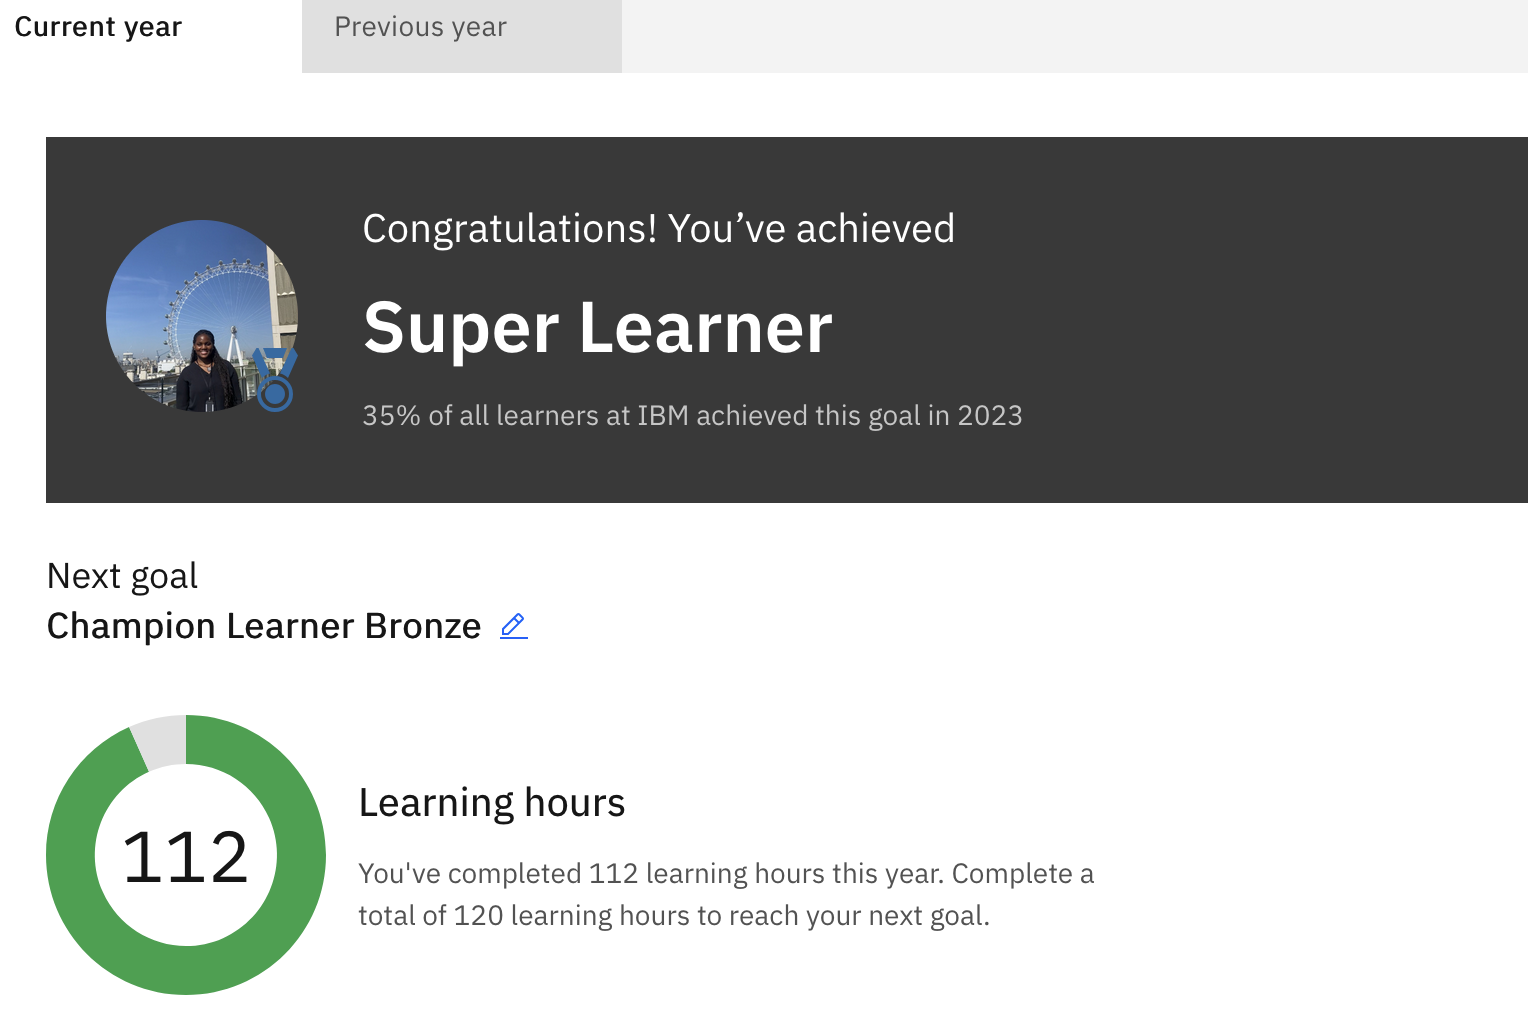 Current year
Previous year
Congratulations! You’ve achieved
Super Learner
35% of all learners at IBM achieved this goal in 2023
Next goal
Champion Learner Bronze
112
Learning hours
You've completed 112 learning hours this year. Complete a
total of 120 learning hours to reach your next goal.